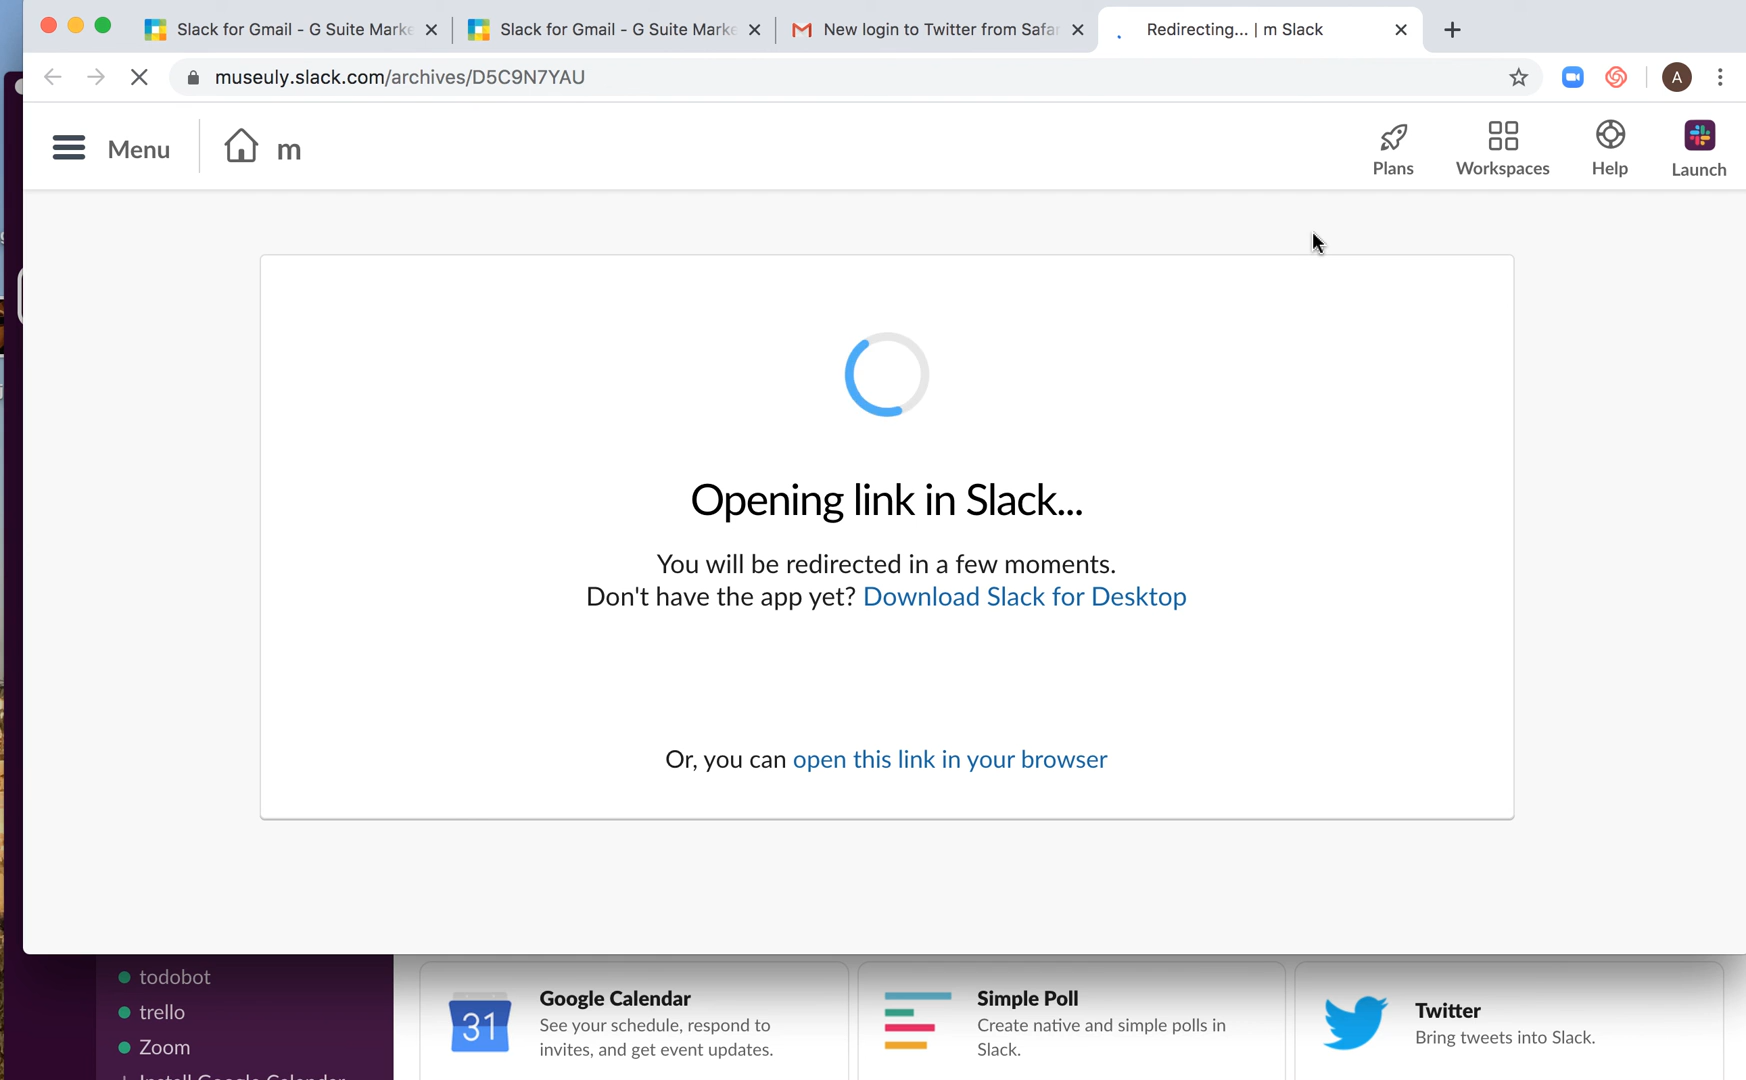 Slack for Gmail - G Suite Marke
Slack for Gmail - G Suite Marke
New login to Twitter from Safar
Redirecting... | m Slack
museuly.slack.com/archives/D5C9N7YAU
A
Menu
m
Plans
Workspaces
Help
Launch
Opening link in Slack...
You will be redirected in a few moments.
Don't have the app yet? Download Slack for Desktop
Or, you can open this link in your browser
todobot
trello
Zoom
+ Install Google Calendar
31
Google Calendar
See your schedule, respond to
invites, and get event updates.
Simple Poll
Create native and simple polls in
Slack.
Twitter
Bring tweets into Slack.